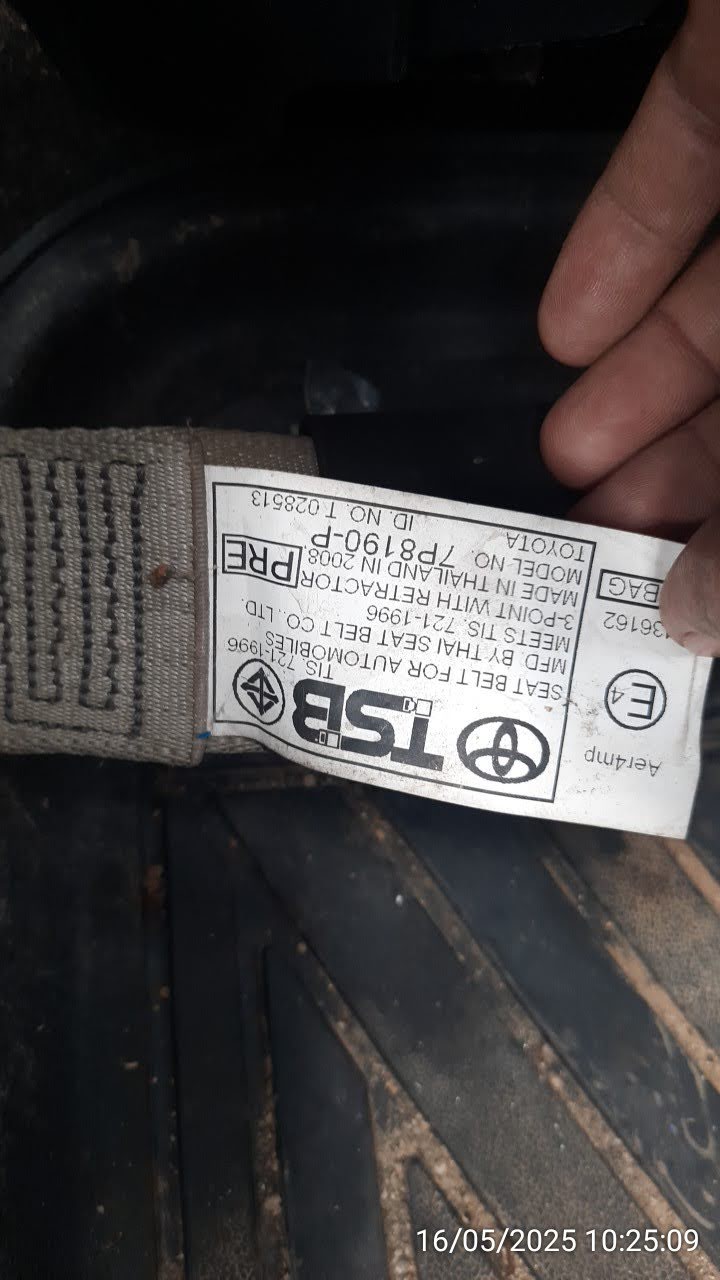 Aer4mp
E4
136162
BAG
TSB
TIS. 721-1996
SEAT BELT FOR AUTOMOBILES
MFD BY THAI SEAT BELT CO. LTD.
MEETS TIS. 721-1996
3-POINT WITH RETRACTOR
MADE IN THAILAND IN 2008.
PRE
MODEL NO. 7P8190-P
TOYOTA ID. NO. T 028513
16/05/2025 10:25:09